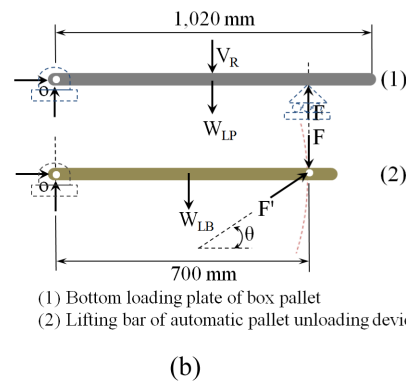 1,020 mm
V_R
(1)
O
W_LP
F
F
(2)
O
W_LB
F'
θ
700 mm
(1) Bottom loading plate of box pallet
(2) Lifting bar of automatic pallet unloading devic
(b)